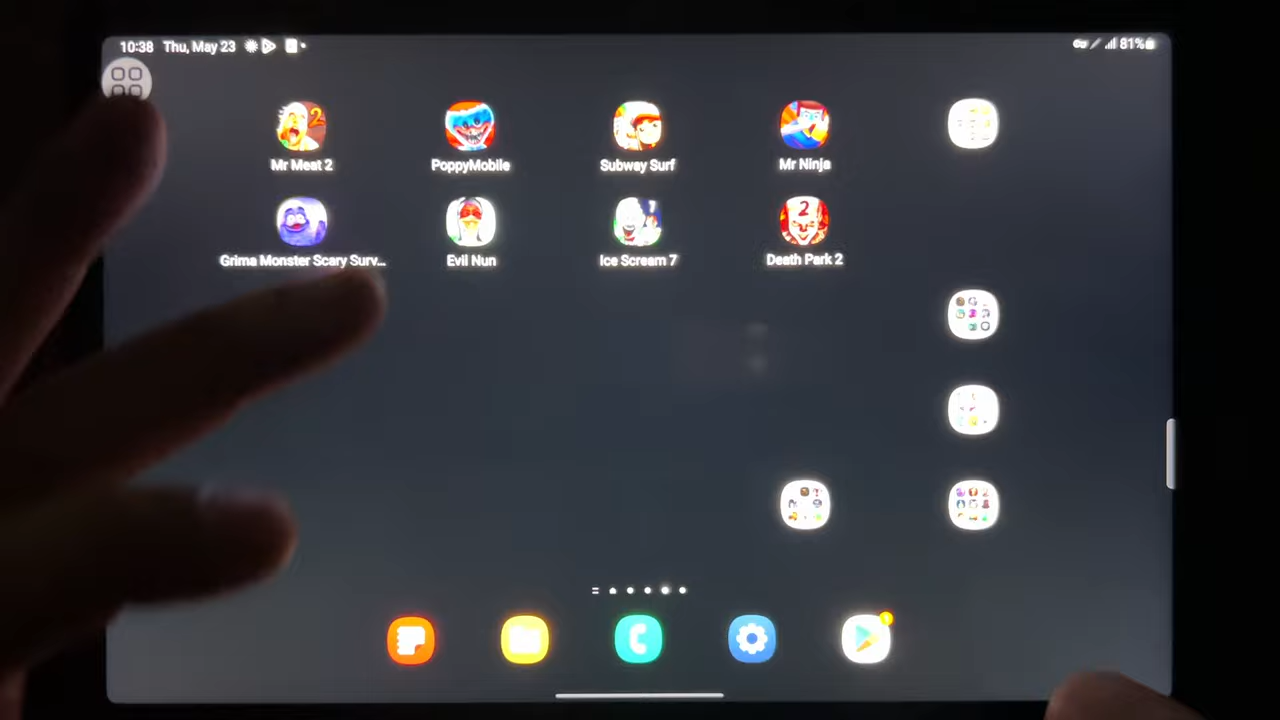 10:38 Thu, May 23
81%
Mr Meat 2
PoppyMobile
Subway Surf
Mr Ninja
Grima Monster Scary Surv...
Evil Nun
Ice Scream 7
Death Park 2